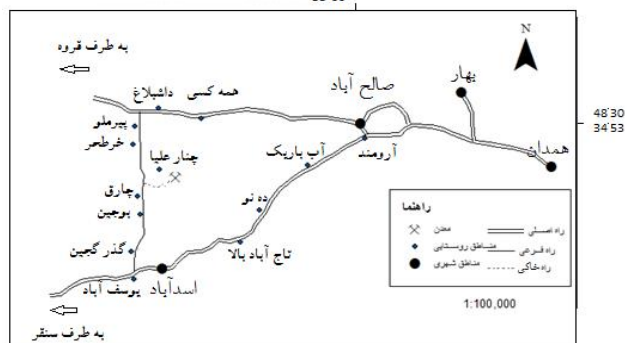 به طرف قروه
N
بهار
همه کسی
داشبلاغ
صالح آباد
پیرملو
خرطحر
48°30
34°53
همدان
آرومند
آب باریک
چنار علیا
چارق
بوجین
ده نو
راهنما
معدن
راه اصلی
مناطق روستایی
راه فرعی
مناطق شهری
راه خاکی
گذر گجین
تاج آباد بالا
اسدآباد
یوسف آباد
1:100,000
به طرف سنقر